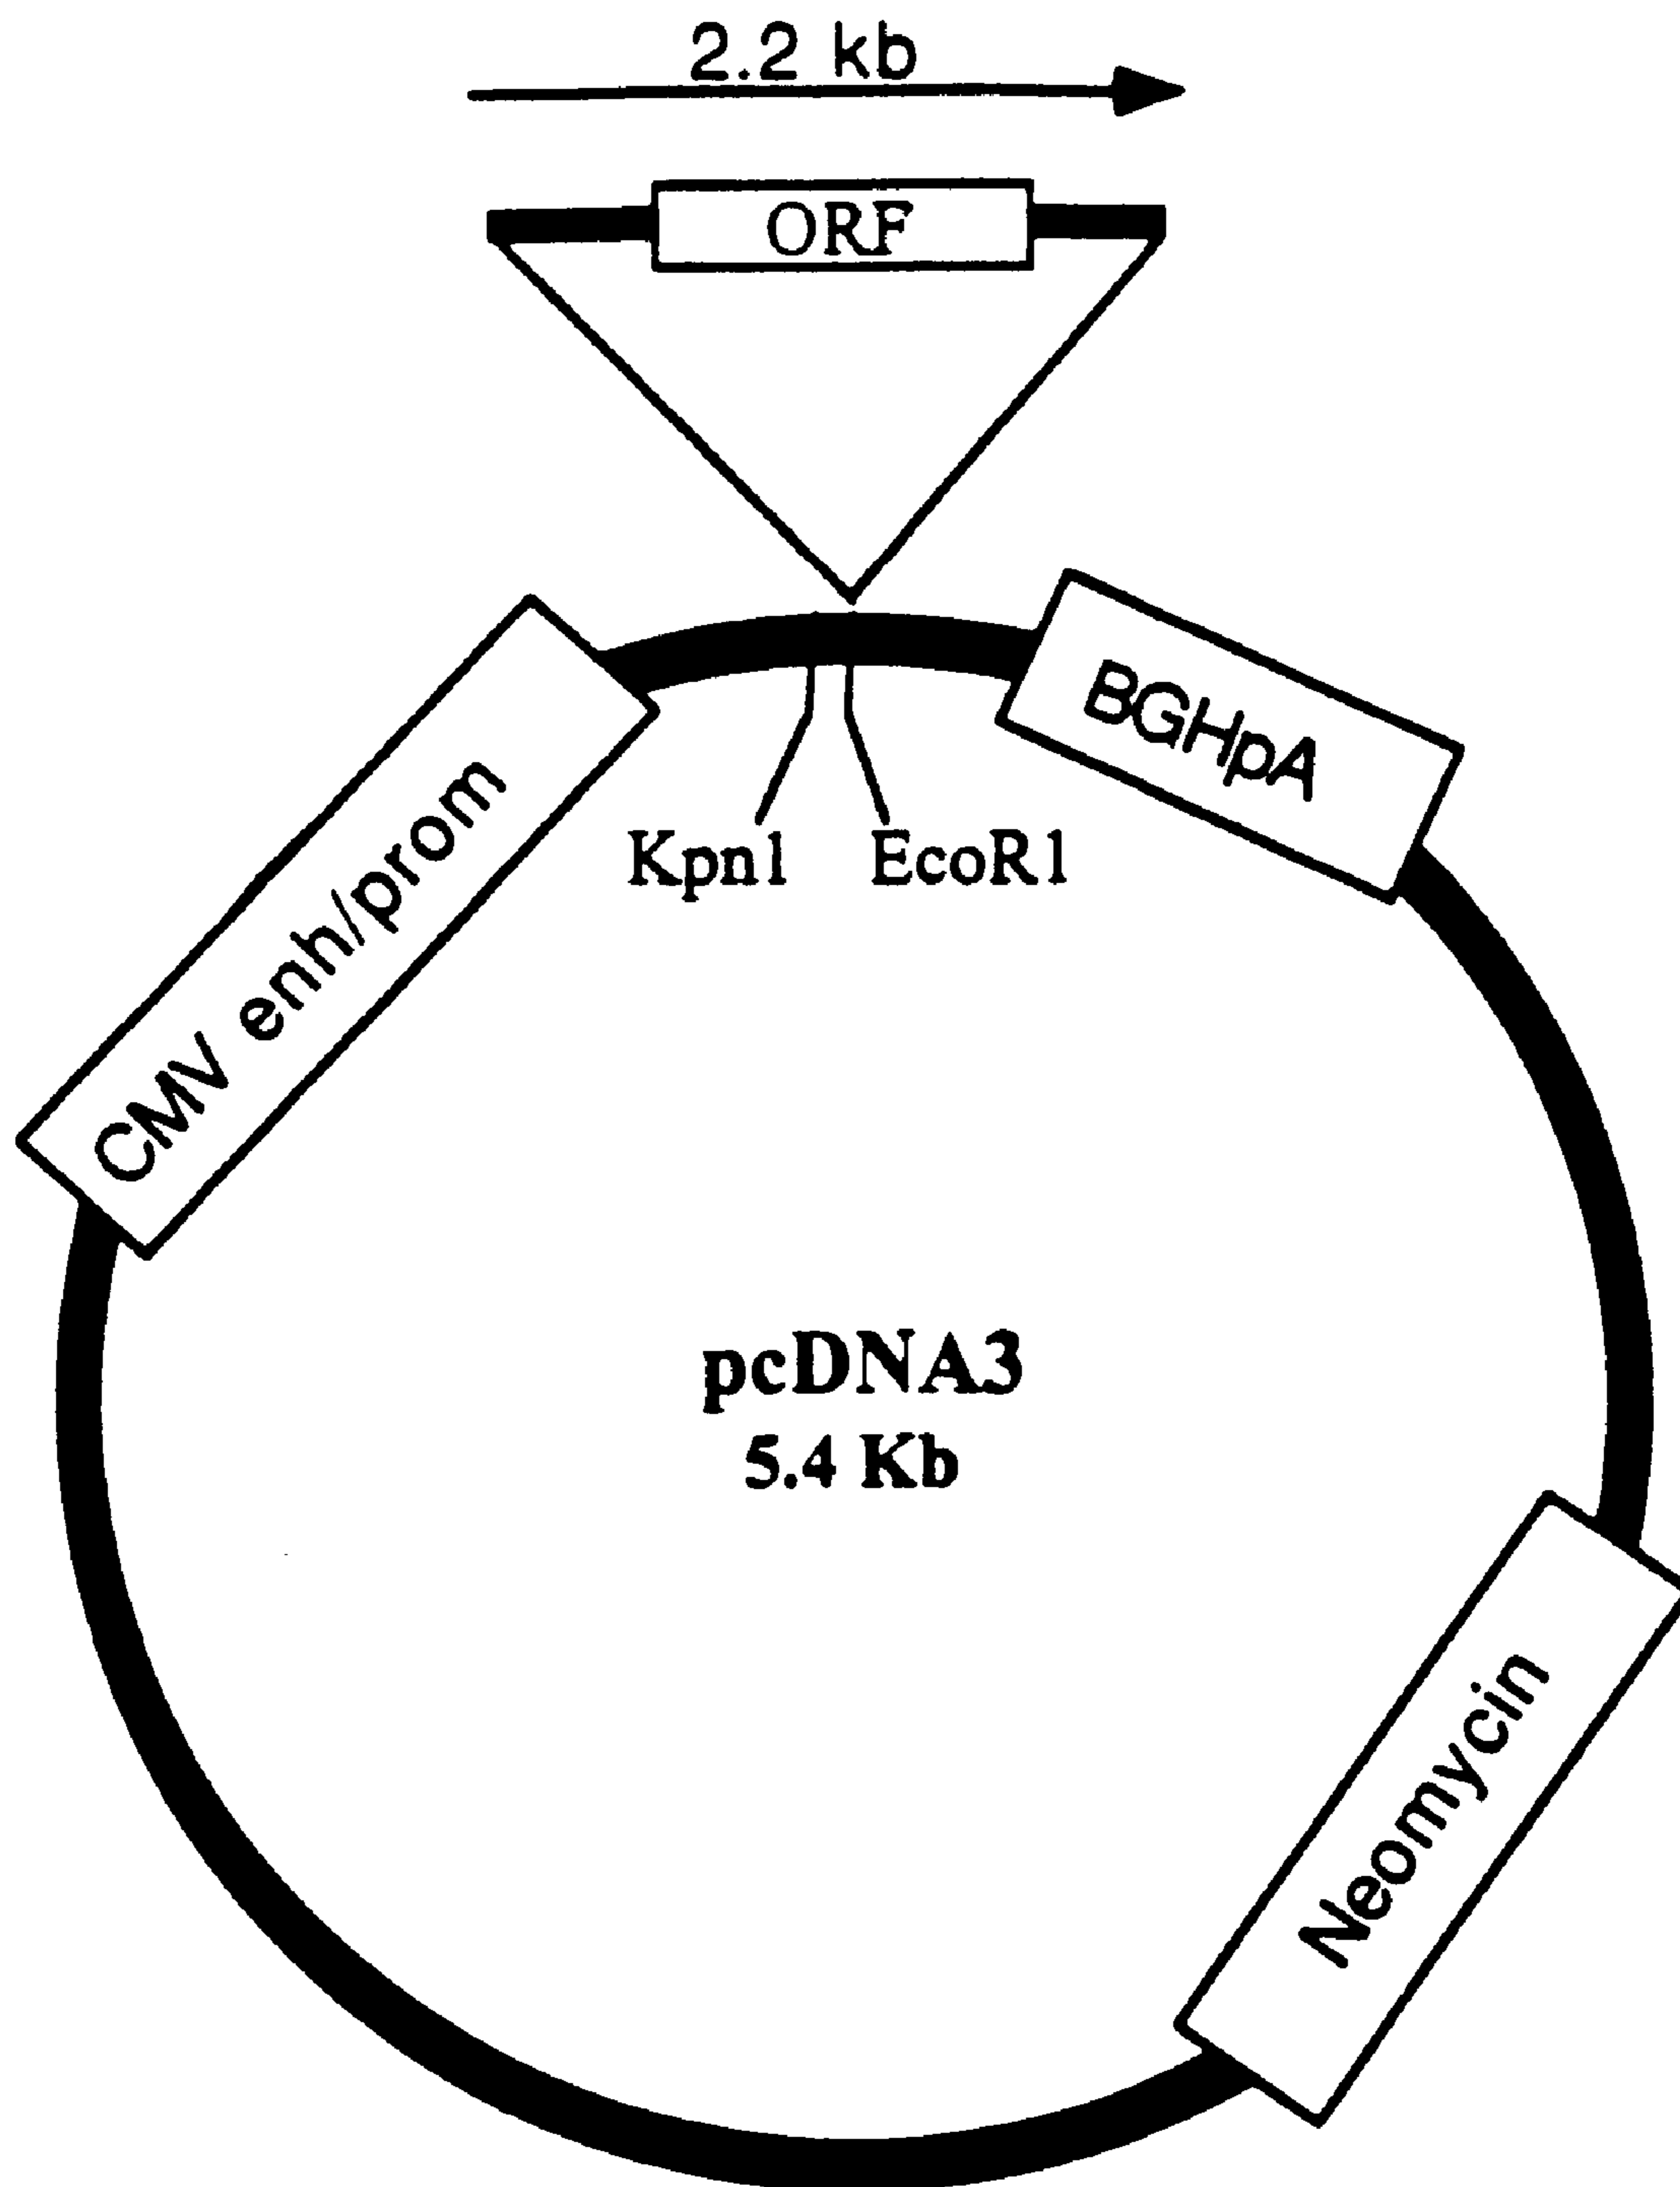 2.2 kb
ORF
BGHpA
CMV enh/prom
Kpn1
EcoR1
pcDNA3
5.4 Kb
Neomycin